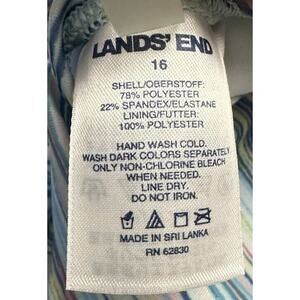 LANDS' END
16
SHELL/OBERSTOFF:
78% POLYESTER
22% SPANDEX/ELASTANE
LINING/FUTTER:
100% POLYESTER
HAND WASH COLD.
WASH DARK COLORS SEPARATELY
ONLY NON-CHLORINE BLEACH
WHEN NEEDED.
LINE DRY.
DO NOT IRON.
MADE IN SRI LANKA
RN 62830